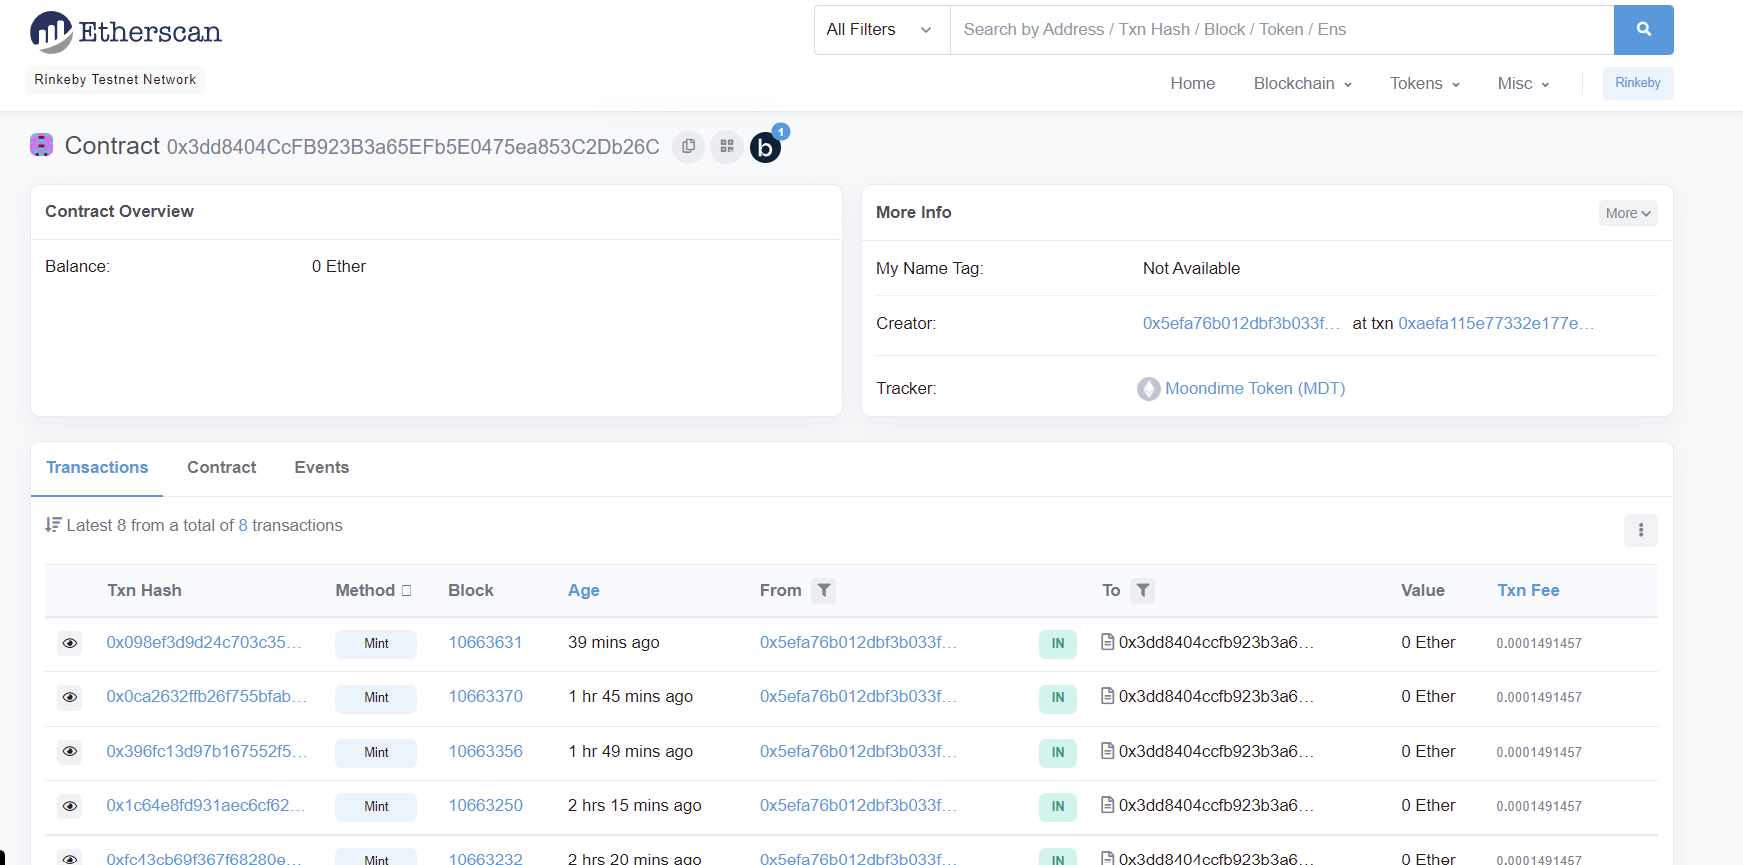 Etherscan
All Filters
Search by Address / Txn Hash / Block / Token / Ens
Rinkeby Testnet Network
Home Blockchain Tokens Misc Rinkeby
Contract 0x3dd8404CcFB923B3a65EFb5E0475ea853C2Db26C b 1
Contract Overview
Balance: 0 Ether
More Info More
My Name Tag: Not Available
Creator: 0x5efa76b012dbf3b033f... at txn 0xaefa115e77332e177e...
Tracker: Moondime Token (MDT)
Transactions Contract Events
Latest 8 from a total of 8 transactions
Txn Hash Method Block Age From To Value Txn Fee
0x098ef3d9d24c703c35... Mint 10663631 39 mins ago 0x5efa76b012dbf3b033f... IN 0x3dd8404ccfb923b3a6... 0 Ether 0.0001491457
0x0ca2632ffb26f755bfab... Mint 10663370 1 hr 45 mins ago 0x5efa76b012dbf3b033f... IN 0x3dd8404ccfb923b3a6... 0 Ether 0.0001491457
0x396fc13d97b167552f5... Mint 10663356 1 hr 49 mins ago 0x5efa76b012dbf3b033f... IN 0x3dd8404ccfb923b3a6... 0 Ether 0.0001491457
0x1c64e8fd931aec6cf62... Mint 10663250 2 hrs 15 mins ago 0x5efa76b012dbf3b033f... IN 0x3dd8404ccfb923b3a6... 0 Ether 0.0001491457
0xfc43cb69f367f68280e... Mint 10663232 2 hrs 20 mins ago 0x5efa76b012dbf3b033f... IN 0x3dd8404ccfb923b3a6... 0 Ether 0.0001491457